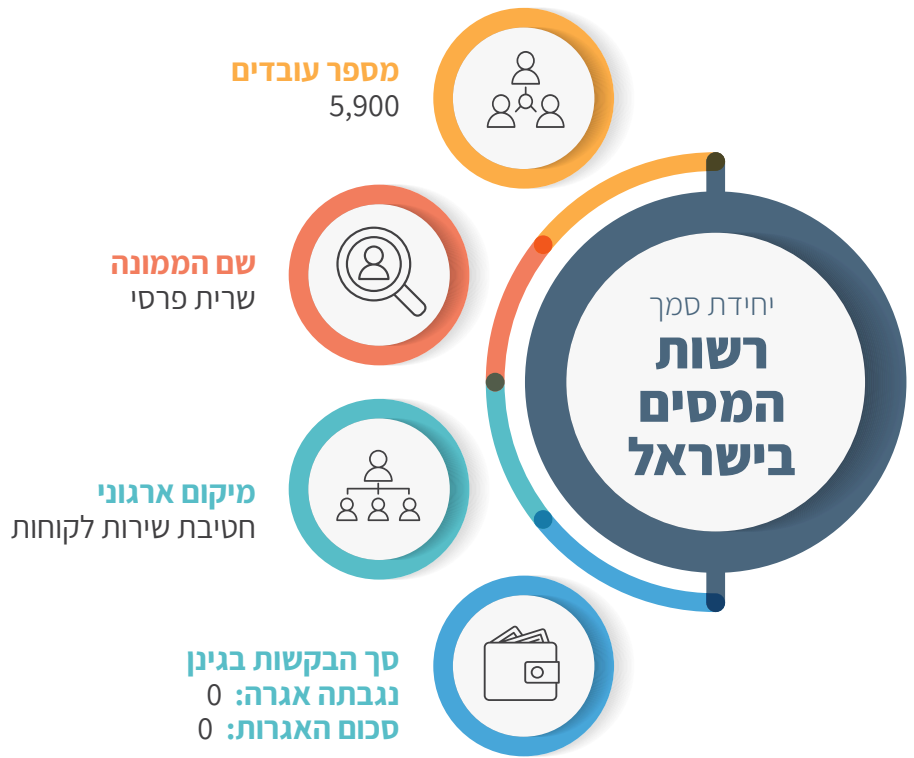 יחידת סמך
רשות
המסים
בישראל
מספר עובדים
5,900
שם הממונה
שרית פרסי
מיקום ארגוני
חטיבת שירות לקוחות
סך הבקשות בגינן
נגבתה אגרה: 0
סכום האגרות: 0